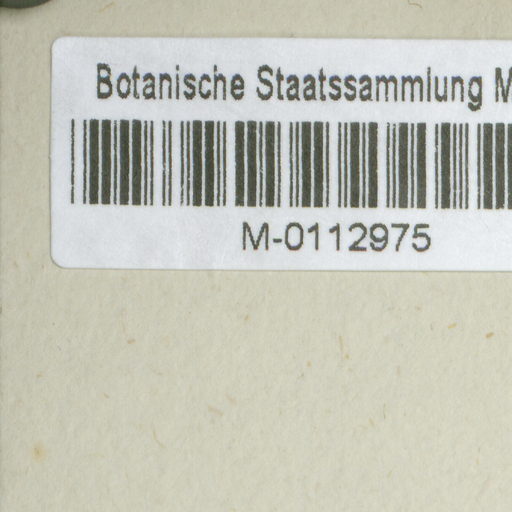 Botanische Staatssammlung M
M-0112975